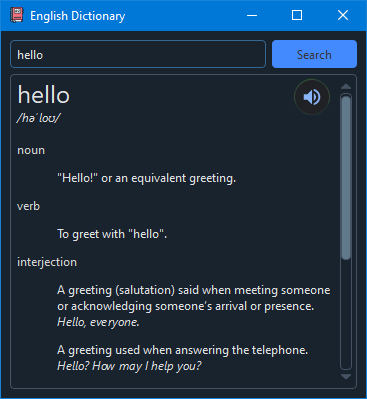 English Dictionary
hello
Search
hello
/həˈloʊ/
noun
"Hello!" or an equivalent greeting.
verb
To greet with "hello".
interjection
A greeting (salutation) said when meeting someone
or acknowledging someone’s arrival or presence.
Hello, everyone.
A greeting used when answering the telephone.
Hello? How may I help you?